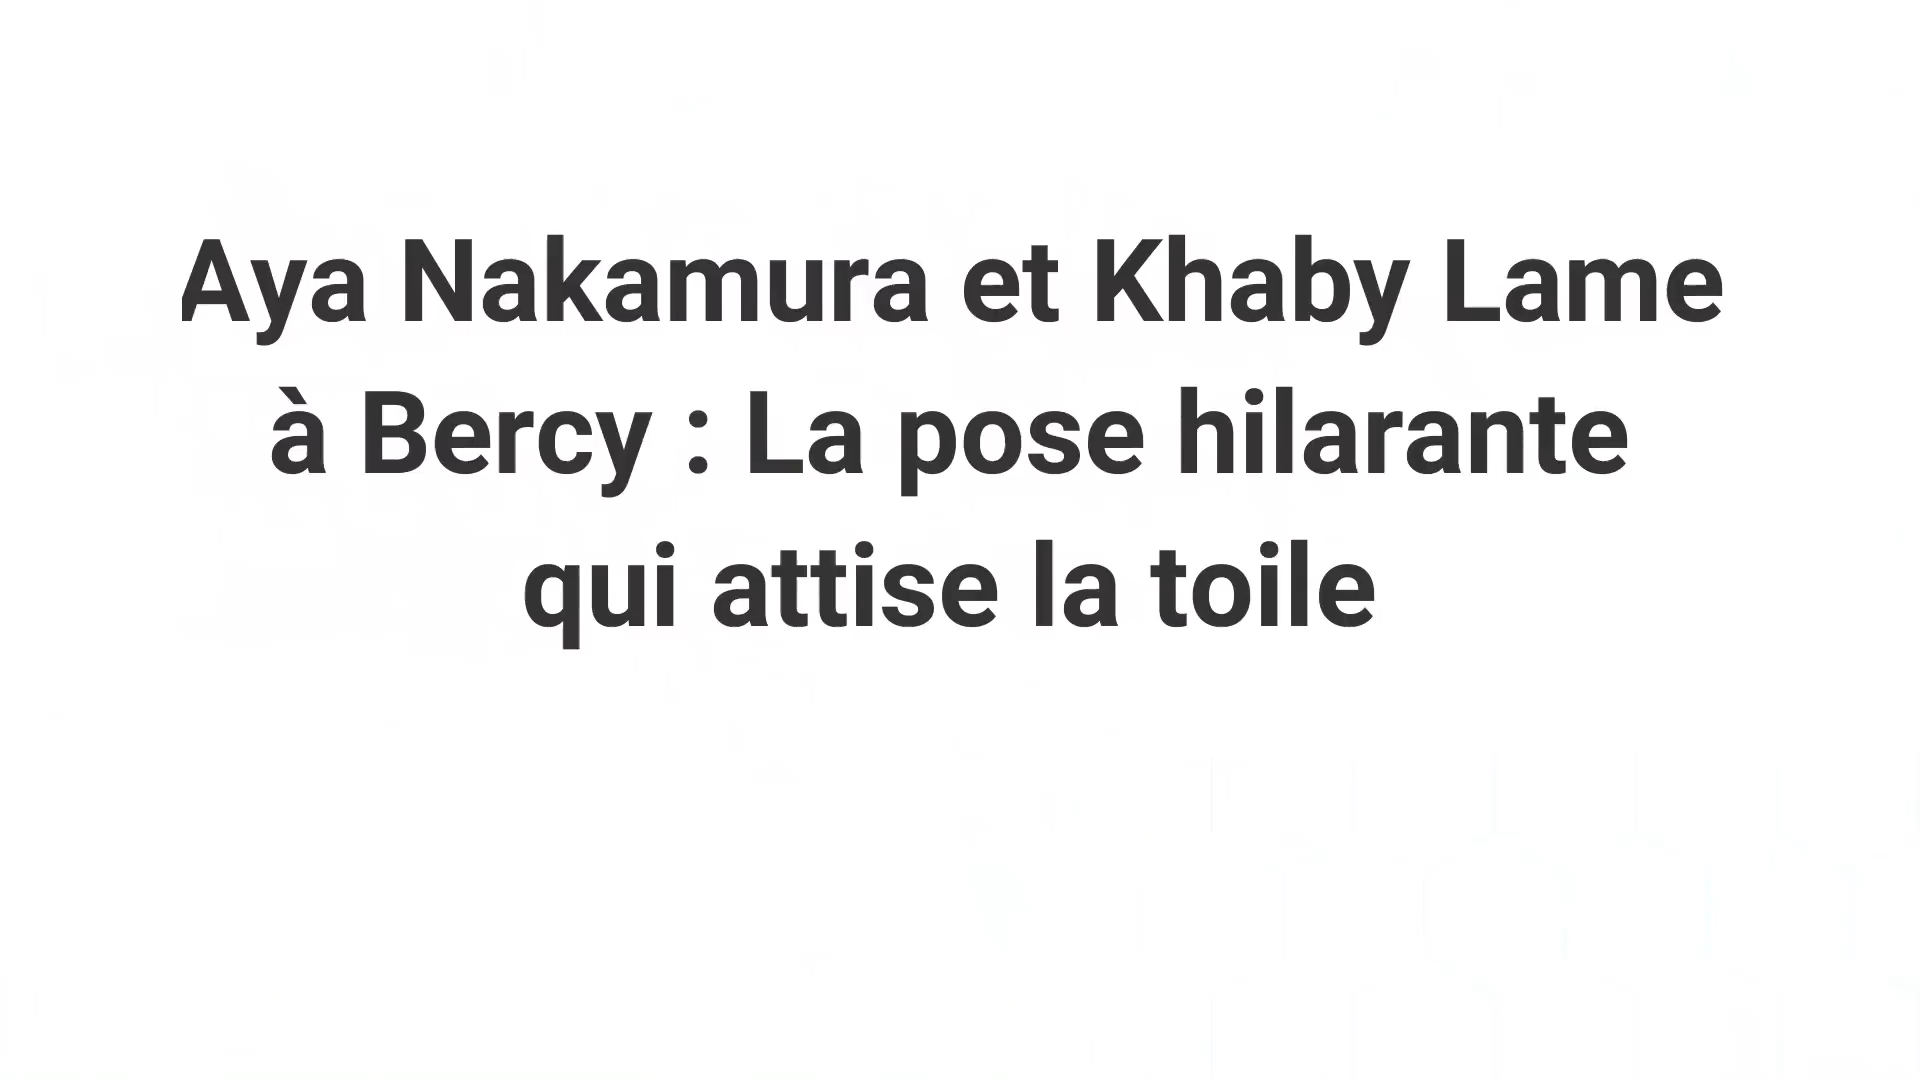 Aya Nakamura et Khaby Lame
à Bercy : La pose hilarante
qui attise la toile